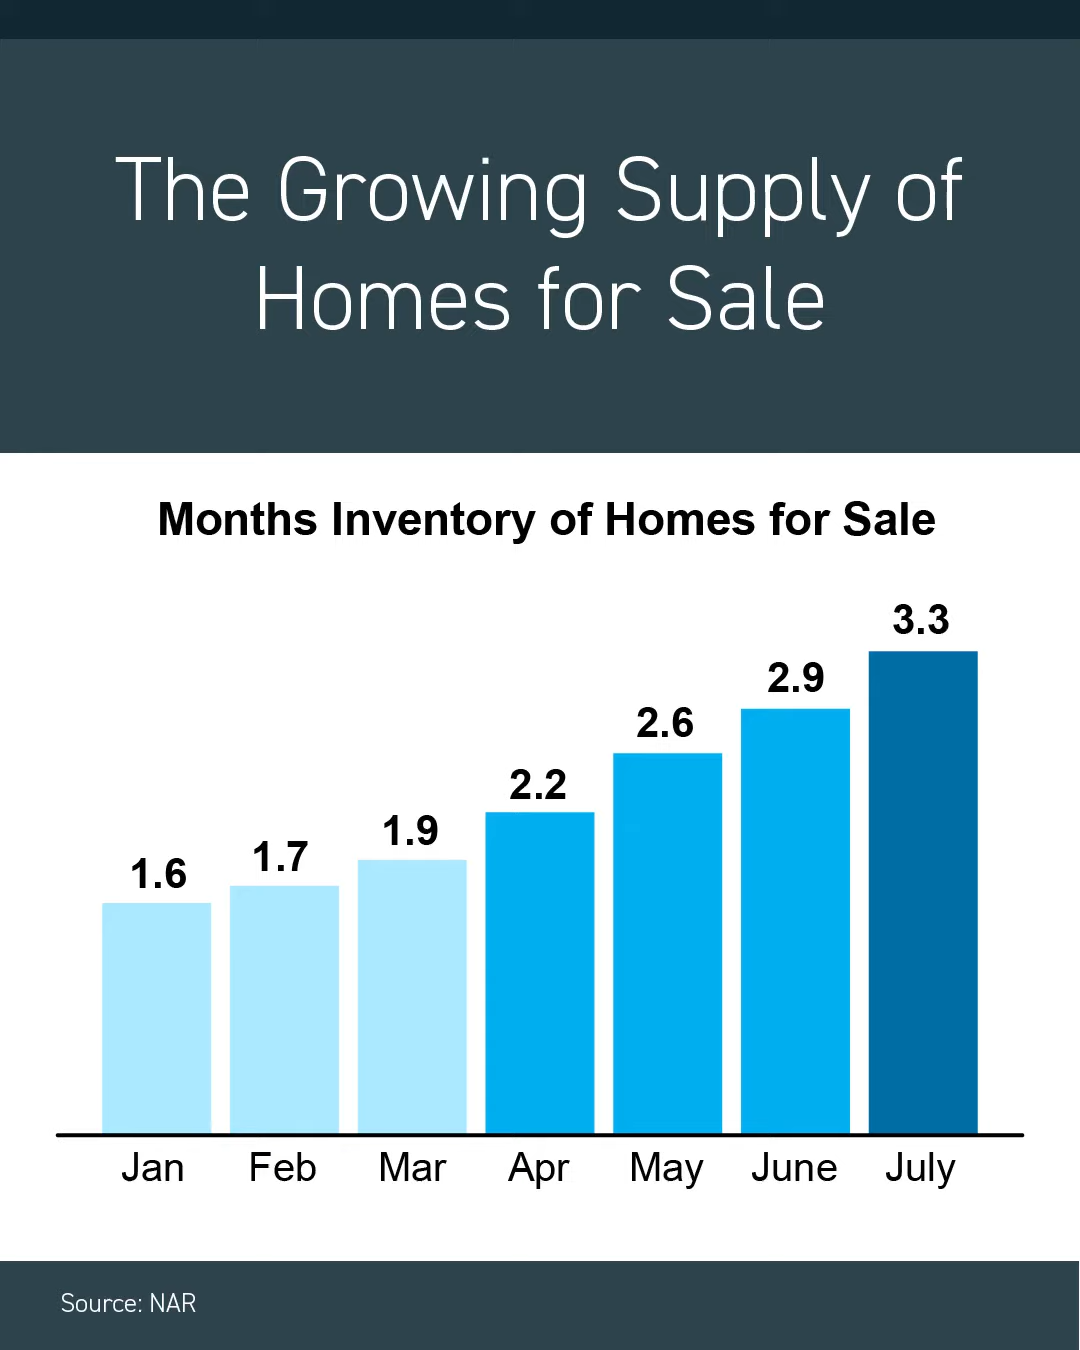 The Growing Supply of
Homes for Sale
Months Inventory of Homes for Sale
1.6
1.7
1.9
2.2
2.6
2.9
3.3
Jan Feb Mar Apr May June July
Source: NAR